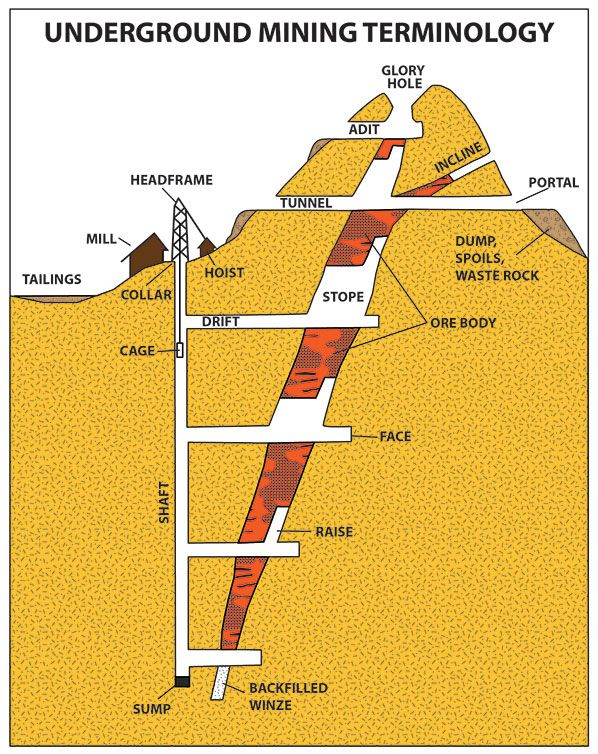 UNDERGROUND MINING TERMINOLOGY
GLORY
HOLE
ADIT
INCLINE
HEADFRAME
PORTAL
TUNNEL
MILL
DUMP,
SPOILS,
WASTE ROCK
HOIST
TAILINGS
COLLAR
STOPE
DRIFT
ORE BODY
CAGE
FACE
SHAFT
RAISE
BACKFILLED
WINZE
SUMP